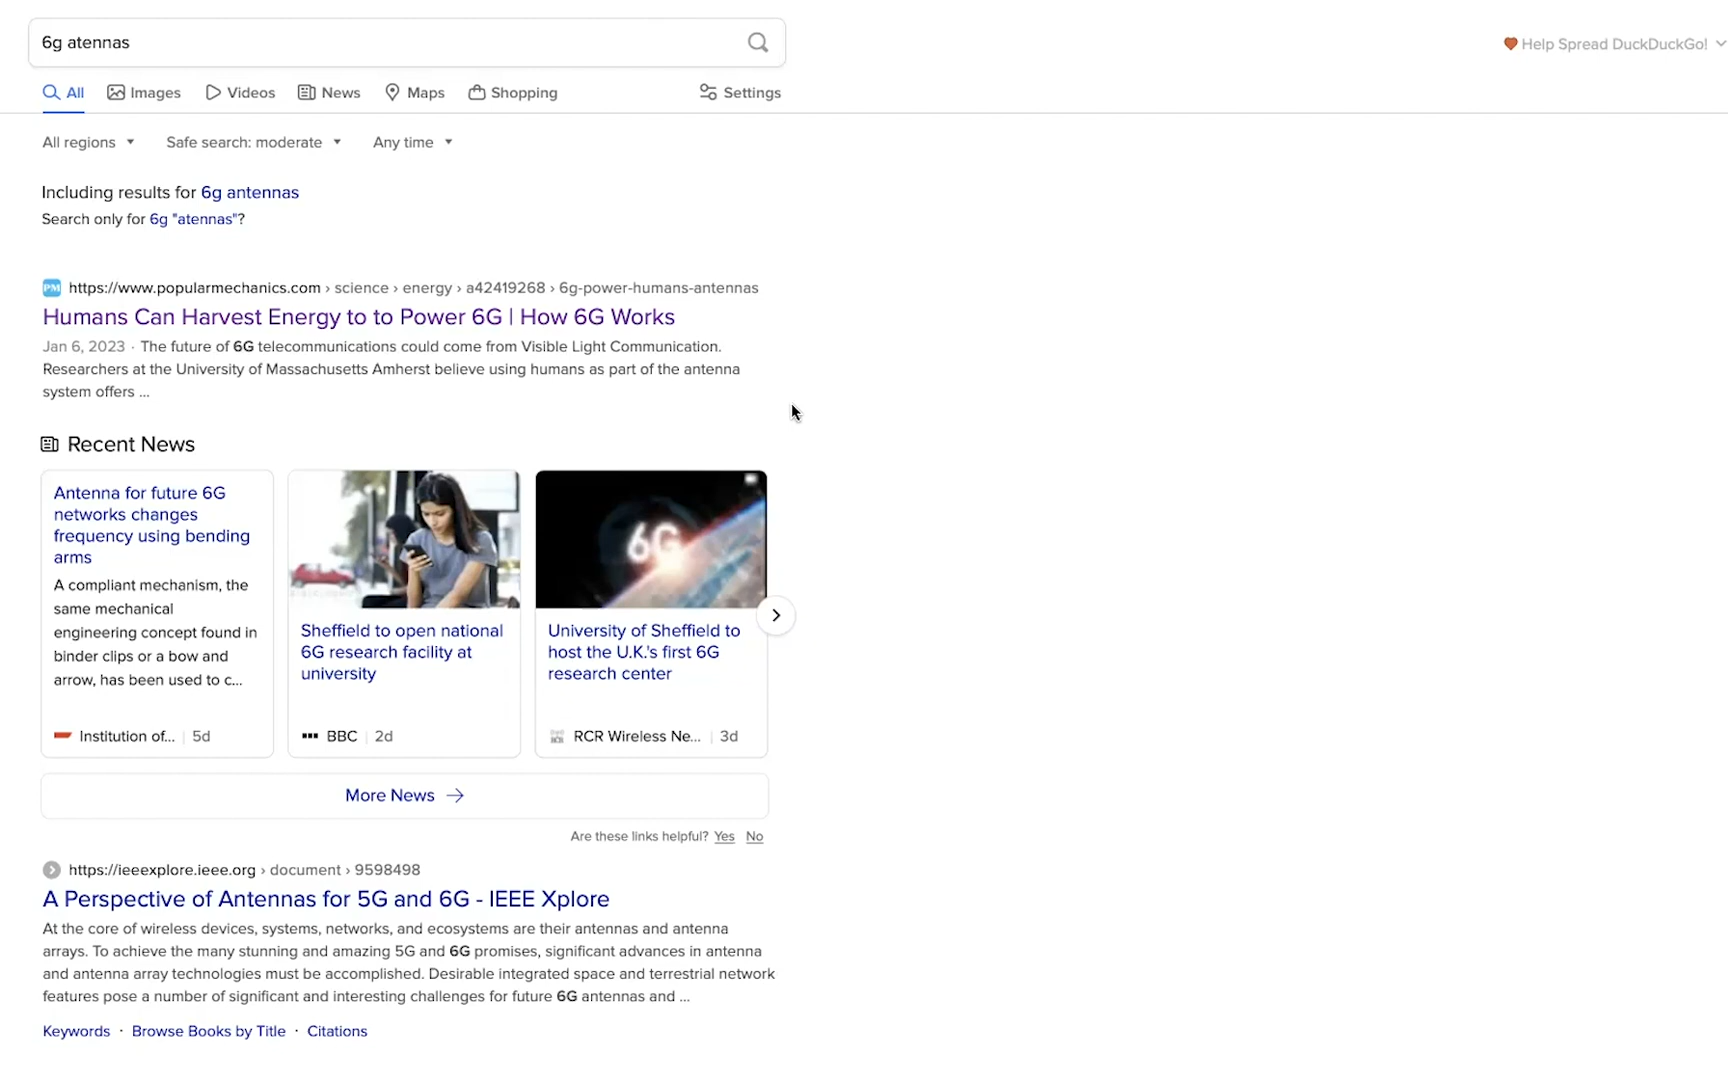 6g atennas
Help Spread DuckDuckGo!
All Images Videos News Maps Shopping Settings
All regions Safe search: moderate Any time
Including results for 6g antennas
Search only for 6g "atennas"?
PM https://www.popularmechanics.com › science › energy › a42419268 › 6g-power-humans-antennas
Humans Can Harvest Energy to to Power 6G | How 6G Works
Jan 6, 2023 · The future of 6G telecommunications could come from Visible Light Communication.
Researchers at the University of Massachusetts Amherst believe using humans as part of the antenna
system offers ...
Recent News
Antenna for future 6G
networks changes
frequency using bending
arms
A compliant mechanism, the
same mechanical
engineering concept found in
binder clips or a bow and
arrow, has been used to c...
Institution of... | 5d
Sheffield to open national
6G research facility at
university
BBC | 2d
6G
University of Sheffield to
host the U.K.'s first 6G
research center
RCR Wireless Ne... | 3d
More News
Are these links helpful? Yes No
https://ieeexplore.ieee.org › document › 9598498
A Perspective of Antennas for 5G and 6G - IEEE Xplore
At the core of wireless devices, systems, networks, and ecosystems are their antennas and antenna
arrays. To achieve the many stunning and amazing 5G and 6G promises, significant advances in antenna
and antenna array technologies must be accomplished. Desirable integrated space and terrestrial network
features pose a number of significant and interesting challenges for future 6G antennas and ...
Keywords · Browse Books by Title · Citations